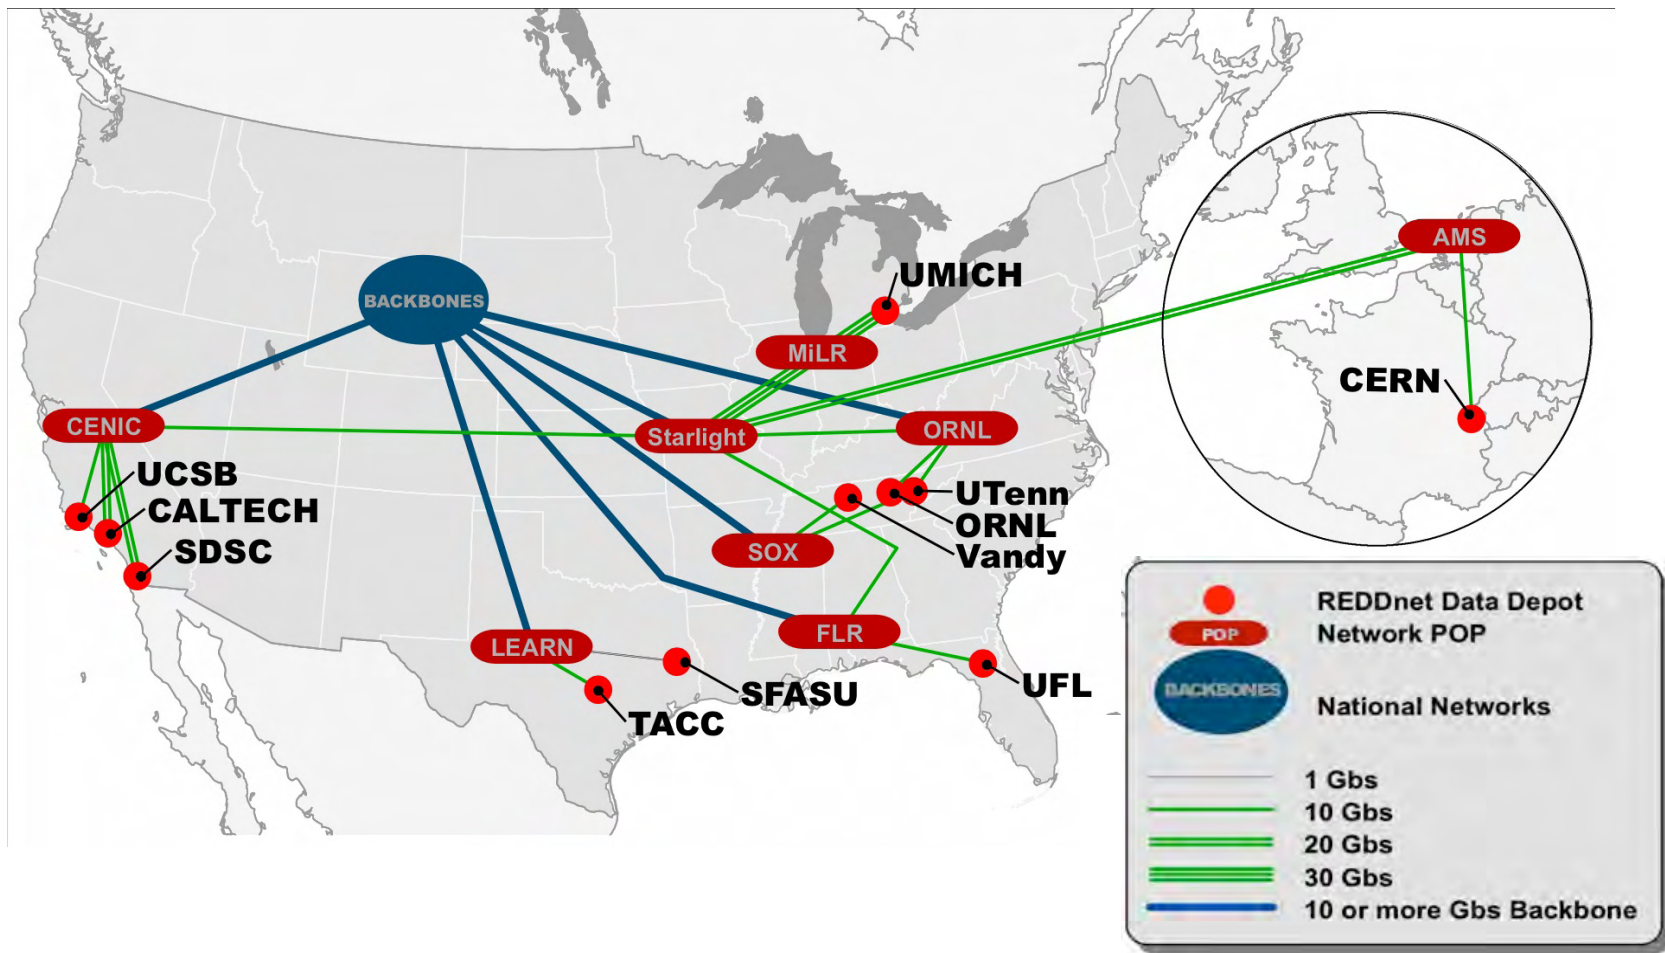 UMICH
AMS
BACKBONES
MiLR
CERN
CENIC
Starlight
ORNL
UCSB
CALTECH
SDSC
UTenn
ORNL
Vandy
SOX
FLR
LEARN
SFASU
UFL
TACC
REDDnet Data Depot
POP
Network POP
BACKBONES
National Networks
1 Gbs
10 Gbs
20 Gbs
30 Gbs
10 or more Gbs Backbone